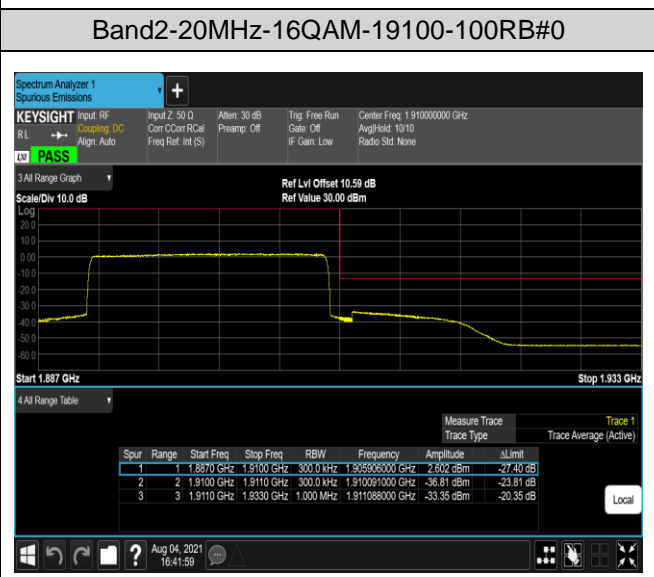 Band2-20MHz-16QAM-19100-100RB#0
Spectrum Analyzer 1
Spurious Emissions
+
KEYSIGHT Input: RF Input Z: 50 Ω Atten: 30 dB Trig: Free Run Center Freq: 1.910000000 GHz
RL Coupling: DC Corr CCorr RCal Preamp: Off Gate: Off Avg|Hold: 10/10
Align: Auto Freq Ref: Int (S) IF Gain: Low Radio Std: None
LXI PASS
3 All Range Graph
Ref Lvl Offset 10.59 dB
Scale/Div 10.0 dB Ref Value 30.00 dBm
Log
20.0
10.0
0.00
-10.0
-20.0
-30.0
-40.0
-50.0
-60.0
Start 1.887 GHz Stop 1.933 GHz
4 All Range Table
Measure Trace Trace 1
Trace Type Trace Average (Active)
Spur Range Start Freq Stop Freq RBW Frequency Amplitude ΔLimit
1 1 1.8870 GHz 1.9100 GHz 300.0 kHz 1.905906000 GHz 2.602 dBm -27.40 dB
2 2 1.9100 GHz 1.9110 GHz 300.0 kHz 1.910091000 GHz -36.81 dBm -23.81 dB
3 3 1.9110 GHz 1.9330 GHz 1.000 MHz 1.911088000 GHz -33.35 dBm -20.35 dB
Local
? Aug 04, 2021
16:41:59